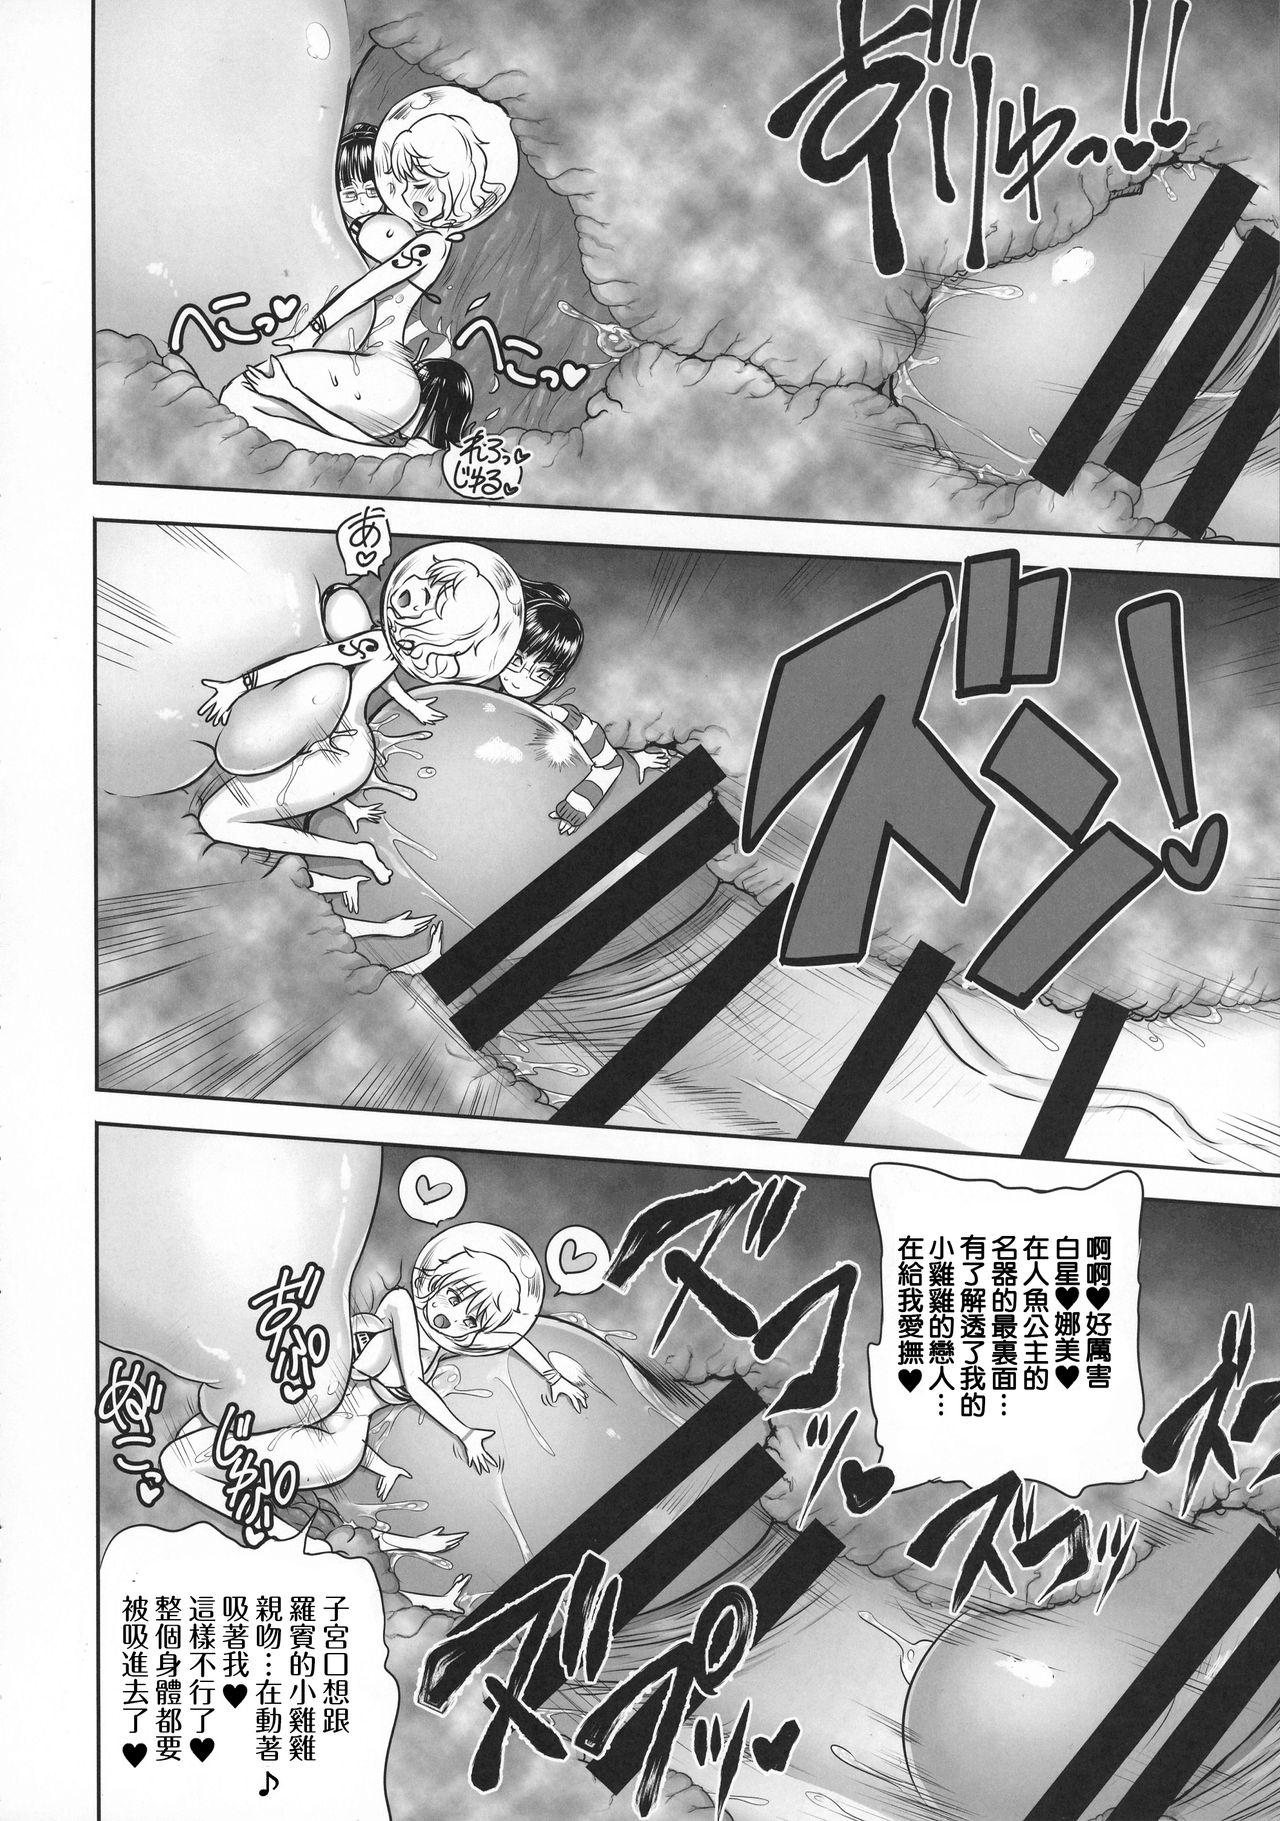 ぁりゅっ!!♥
へこっ♡
へこっ♡
れろっ♥
じゅる♥
あ♥
ズン!♡
啊啊♥好厲害
白星♥娜美♥
在人魚公主的
名器的最裏面…
有了解透了我的
小雞雞的戀人…
在給我愛撫♥
ズコ
ズコ
ズプ
子宮口想跟
羅賓的小雞雞
親吻…在動著♪
吸著我♥
這樣不行了♥
整個身體都要
被吸進去了♥